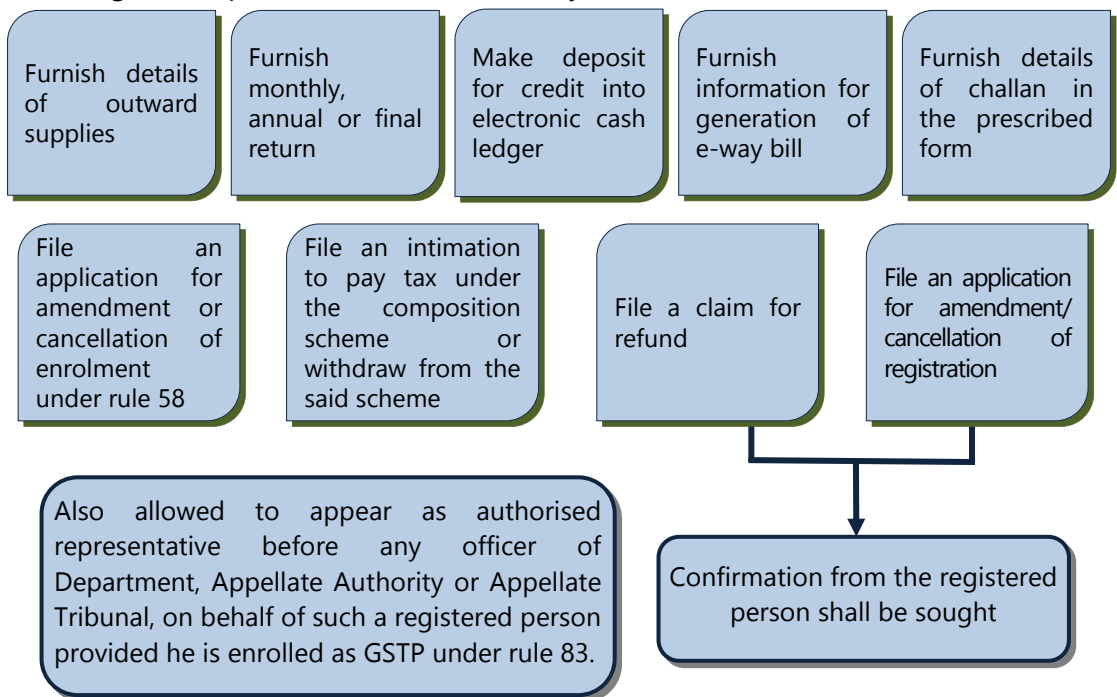 Furnish details
of outward
supplies
Furnish
monthly,
annual or final
return
Make deposit
for credit into
electronic cash
ledger
Furnish
information for
generation of
e-way bill
Furnish details
of challan in
the prescribed
form
File an
application for
amendment or
cancellation of
enrolment
under rule 58
File an intimation
to pay tax under
the composition
scheme or
withdraw from the
said scheme
File a claim for
refund
File an application
for amendment/
cancellation of
registration
Also allowed to appear as authorised
representative before any officer of
Department, Appellate Authority or Appellate
Tribunal, on behalf of such a registered person
provided he is enrolled as GSTP under rule 83.
Confirmation from the registered
person shall be sought